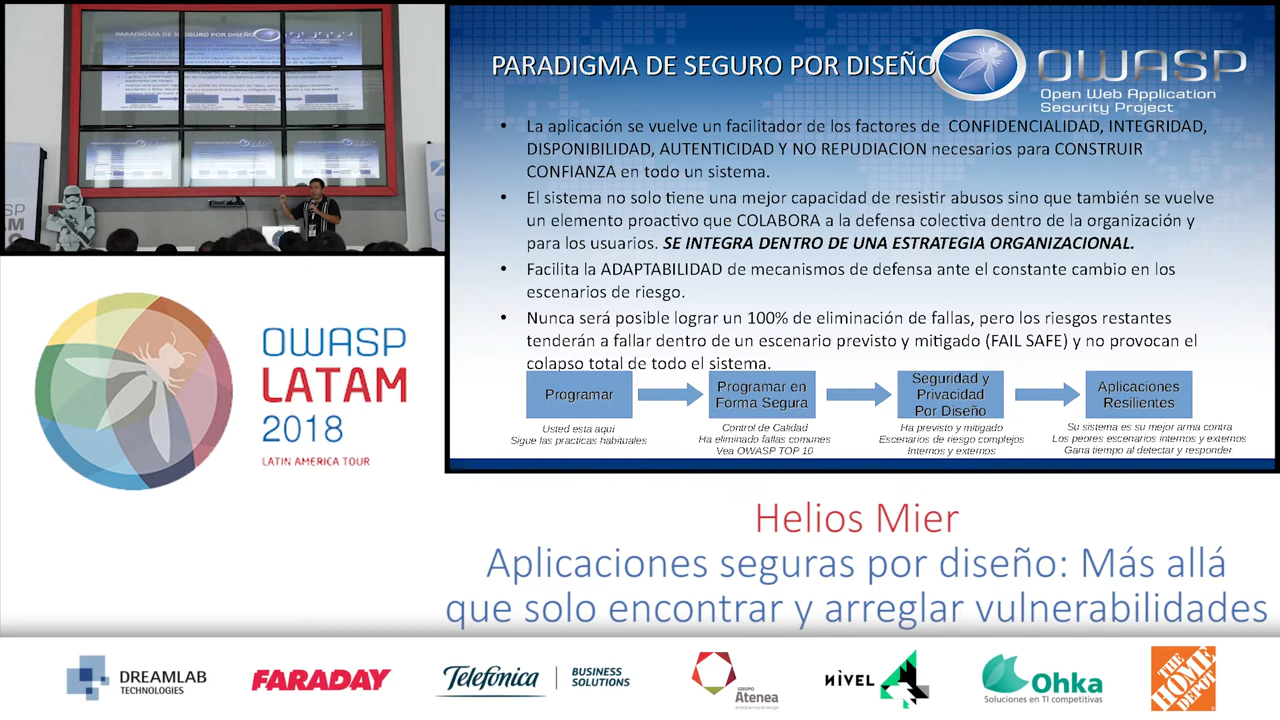 PARADIGMA DE SEGURO POR DISEÑO
OWASP
Open Web Application
Security Project
• La aplicación se vuelve un facilitador de los factores de CONFIDENCIALIDAD, INTEGRIDAD,
DISPONIBILIDAD, AUTENTICIDAD Y NO REPUDIACION necesarios para CONSTRUIR
CONFIANZA en todo un sistema.
• El sistema no solo tiene una mejor capacidad de resistir abusos sino que también se vuelve
un elemento proactivo que COLABORA a la defensa colectiva dentro de la organización y
para los usuarios. SE INTEGRA DENTRO DE UNA ESTRATEGIA ORGANIZACIONAL.
• Facilita la ADAPTABILIDAD de mecanismos de defensa ante el constante cambio en los
escenarios de riesgo.
• Nunca será posible lograr un 100% de eliminación de fallas, pero los riesgos restantes
tenderán a fallar dentro de un escenario previsto y mitigado (FAIL SAFE) y no provocan el
colapso total de todo el sistema.
Programar
Usted esta aqui
Sigue las practicas habituales
Programar en
Forma Segura
Control de Calidad
Ha eliminado fallas comunes
Vea OWASP TOP 10
Seguridad y
Privacidad
Por Diseño
Ha previsto y mitigado
Escenarios de riesgo complejos
Internos y externos
Aplicaciones
Resilientes
Su sistema es su mejor arma contra
Los peores escenarios internos y externos
Gana tiempo al detectar y responder
PARADIGMA DE SEGURO POR DISEÑO
OWASP
LATAM
2018
LATIN AMERICA TOUR
Helios Mier
Aplicaciones seguras por diseño: Más allá
que solo encontrar y arreglar vulnerabilidades
DREAMLAB
TECHNOLOGIES
FARADAY
Telefónica
BUSINESS
SOLUTIONS
GRUPO
Atenea
NIVEL 4
Ohka
Soluciones en TI competitivas
THE
HOME
DEPOT